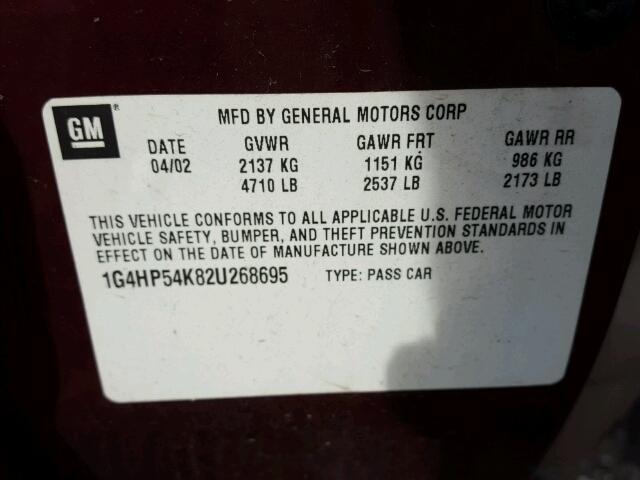 GM®
MFD BY GENERAL MOTORS CORP
DATE GVWR GAWR FRT GAWR RR
04/02 2137 KG 1151 KG 986 KG
4710 LB 2537 LB 2173 LB
THIS VEHICLE CONFORMS TO ALL APPLICABLE U.S. FEDERAL MOTOR
VEHICLE SAFETY, BUMPER, AND THEFT PREVENTION STANDARDS IN
EFFECT ON THE DATE OF MANUFACTURE SHOWN ABOVE.
1G4HP54K82U268695 TYPE: PASS CAR